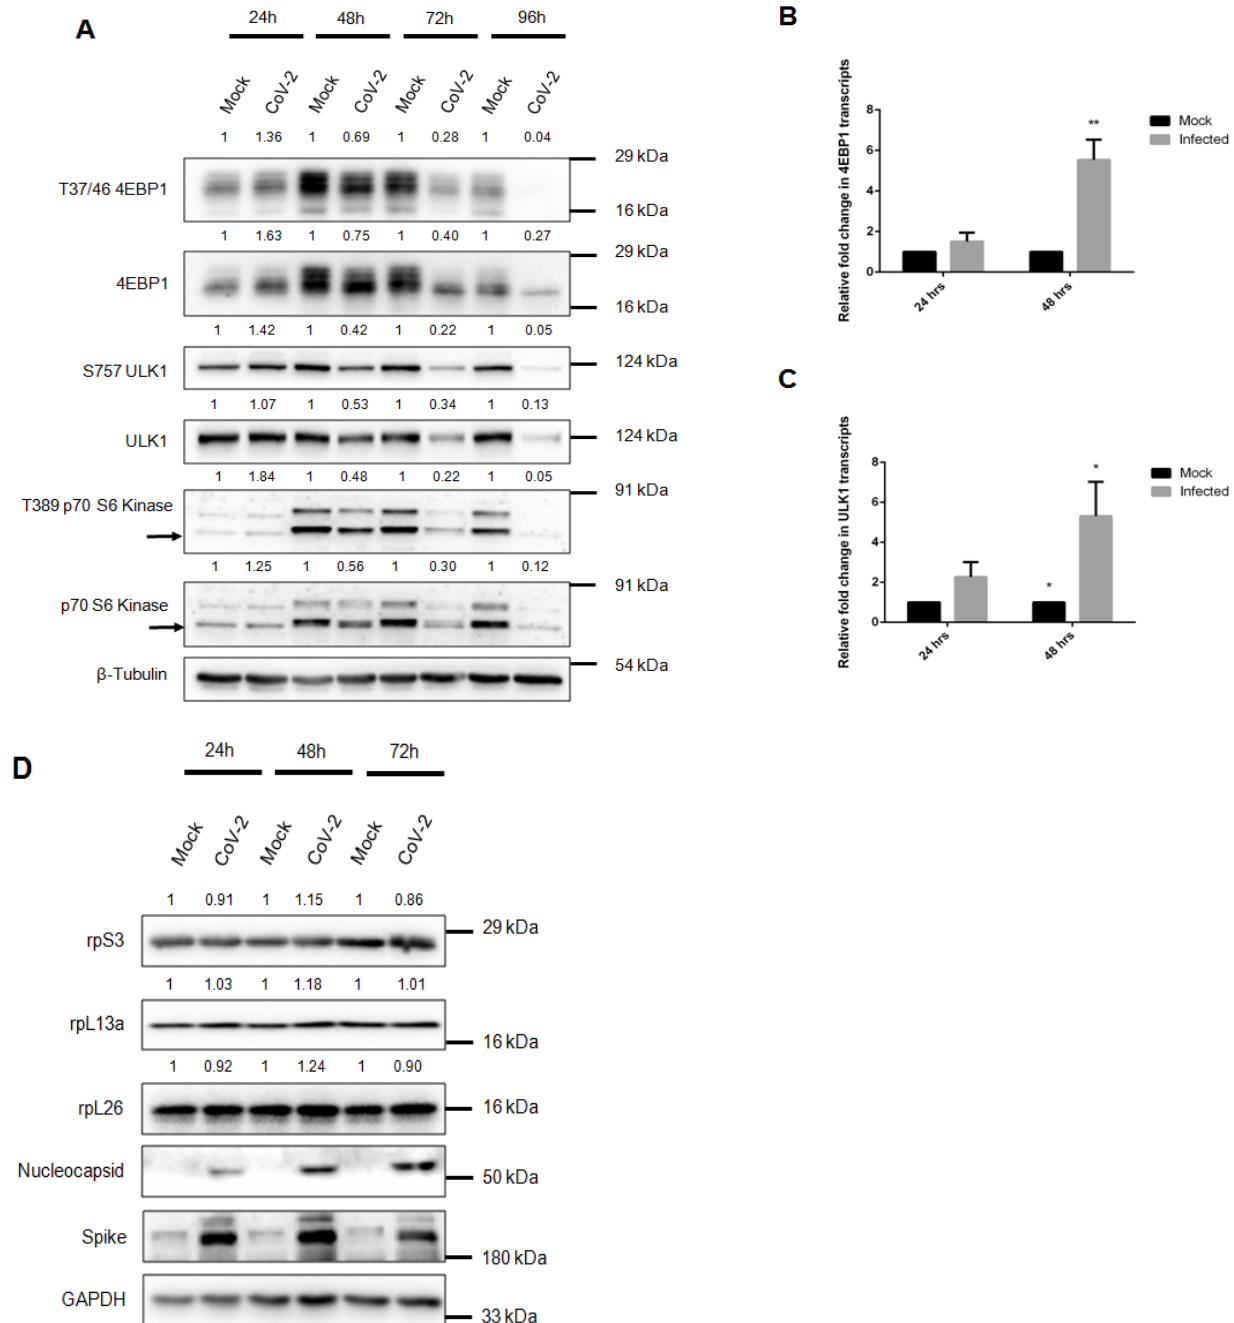 A
24h 48h 72h 96h
Mock CoV-2 Mock CoV-2 Mock CoV-2 Mock CoV-2
1 1.36 1 0.69 1 0.28 1 0.04
T37/46 4EBP1
29 kDa
16 kDa
1 1.63 1 0.75 1 0.40 1 0.27
4EBP1
29 kDa
16 kDa
1 1.42 1 0.42 1 0.22 1 0.05
S757 ULK1
124 kDa
1 1.07 1 0.53 1 0.34 1 0.13
ULK1
124 kDa
1 1.84 1 0.48 1 0.22 1 0.05
T389 p70 S6 Kinase
91 kDa
1 1.25 1 0.56 1 0.30 1 0.12
p70 S6 Kinase
91 kDa
β-Tubulin
54 kDa
B
Relative fold change in 4EBP1 transcripts
8
6
4
2
0
**
24 hrs 48 hrs
Mock
Infected
C
Relative fold change in ULK1 transcripts
8
6
4
2
0
* *
24 hrs 48 hrs
Mock
Infected
D
24h 48h 72h
Mock CoV-2 Mock CoV-2 Mock CoV-2
1 0.91 1 1.15 1 0.86
rpS3
29 kDa
1 1.03 1 1.18 1 1.01
rpL13a
16 kDa
1 0.92 1 1.24 1 0.90
rpL26
16 kDa
Nucleocapsid
50 kDa
Spike
180 kDa
GAPDH
33 kDa